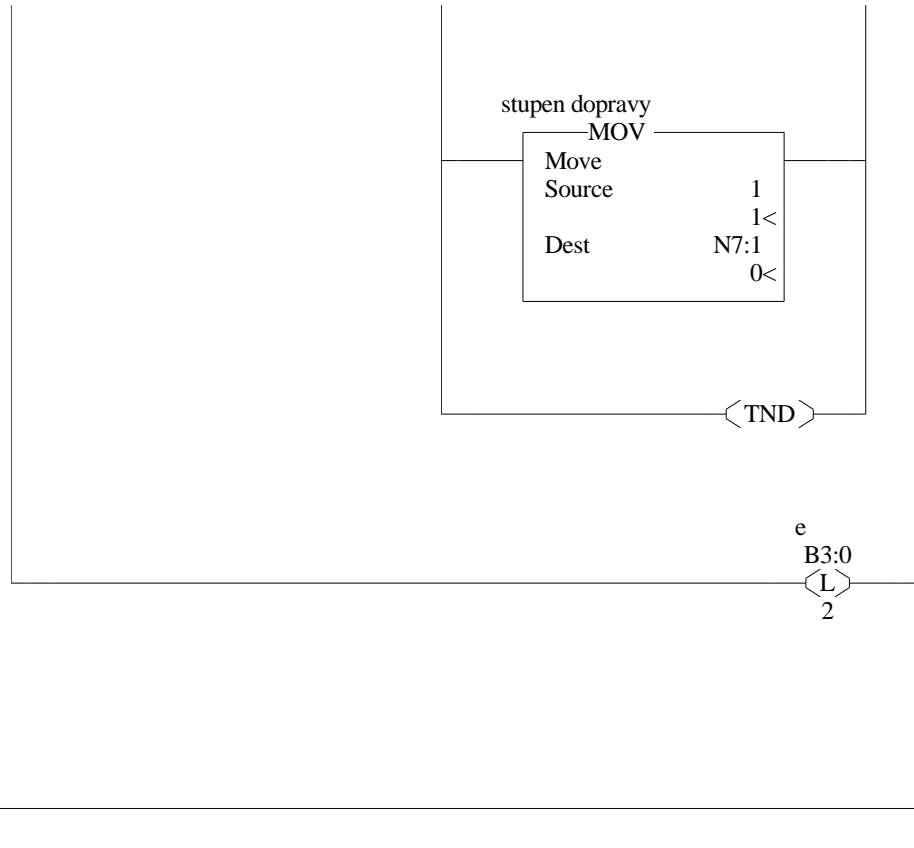 stupen dopravy
MOV
Move
Source 1
1<
Dest N7:1
0<
TND
e
B3:0
L
2